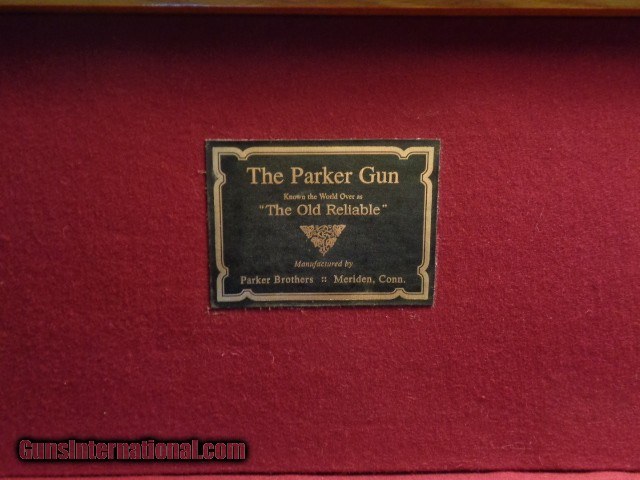 The Parker Gun
Known the World Over as
"The Old Reliable"
Manufactured by
Parker Brothers :: Meriden, Conn.
GunsInternational.com